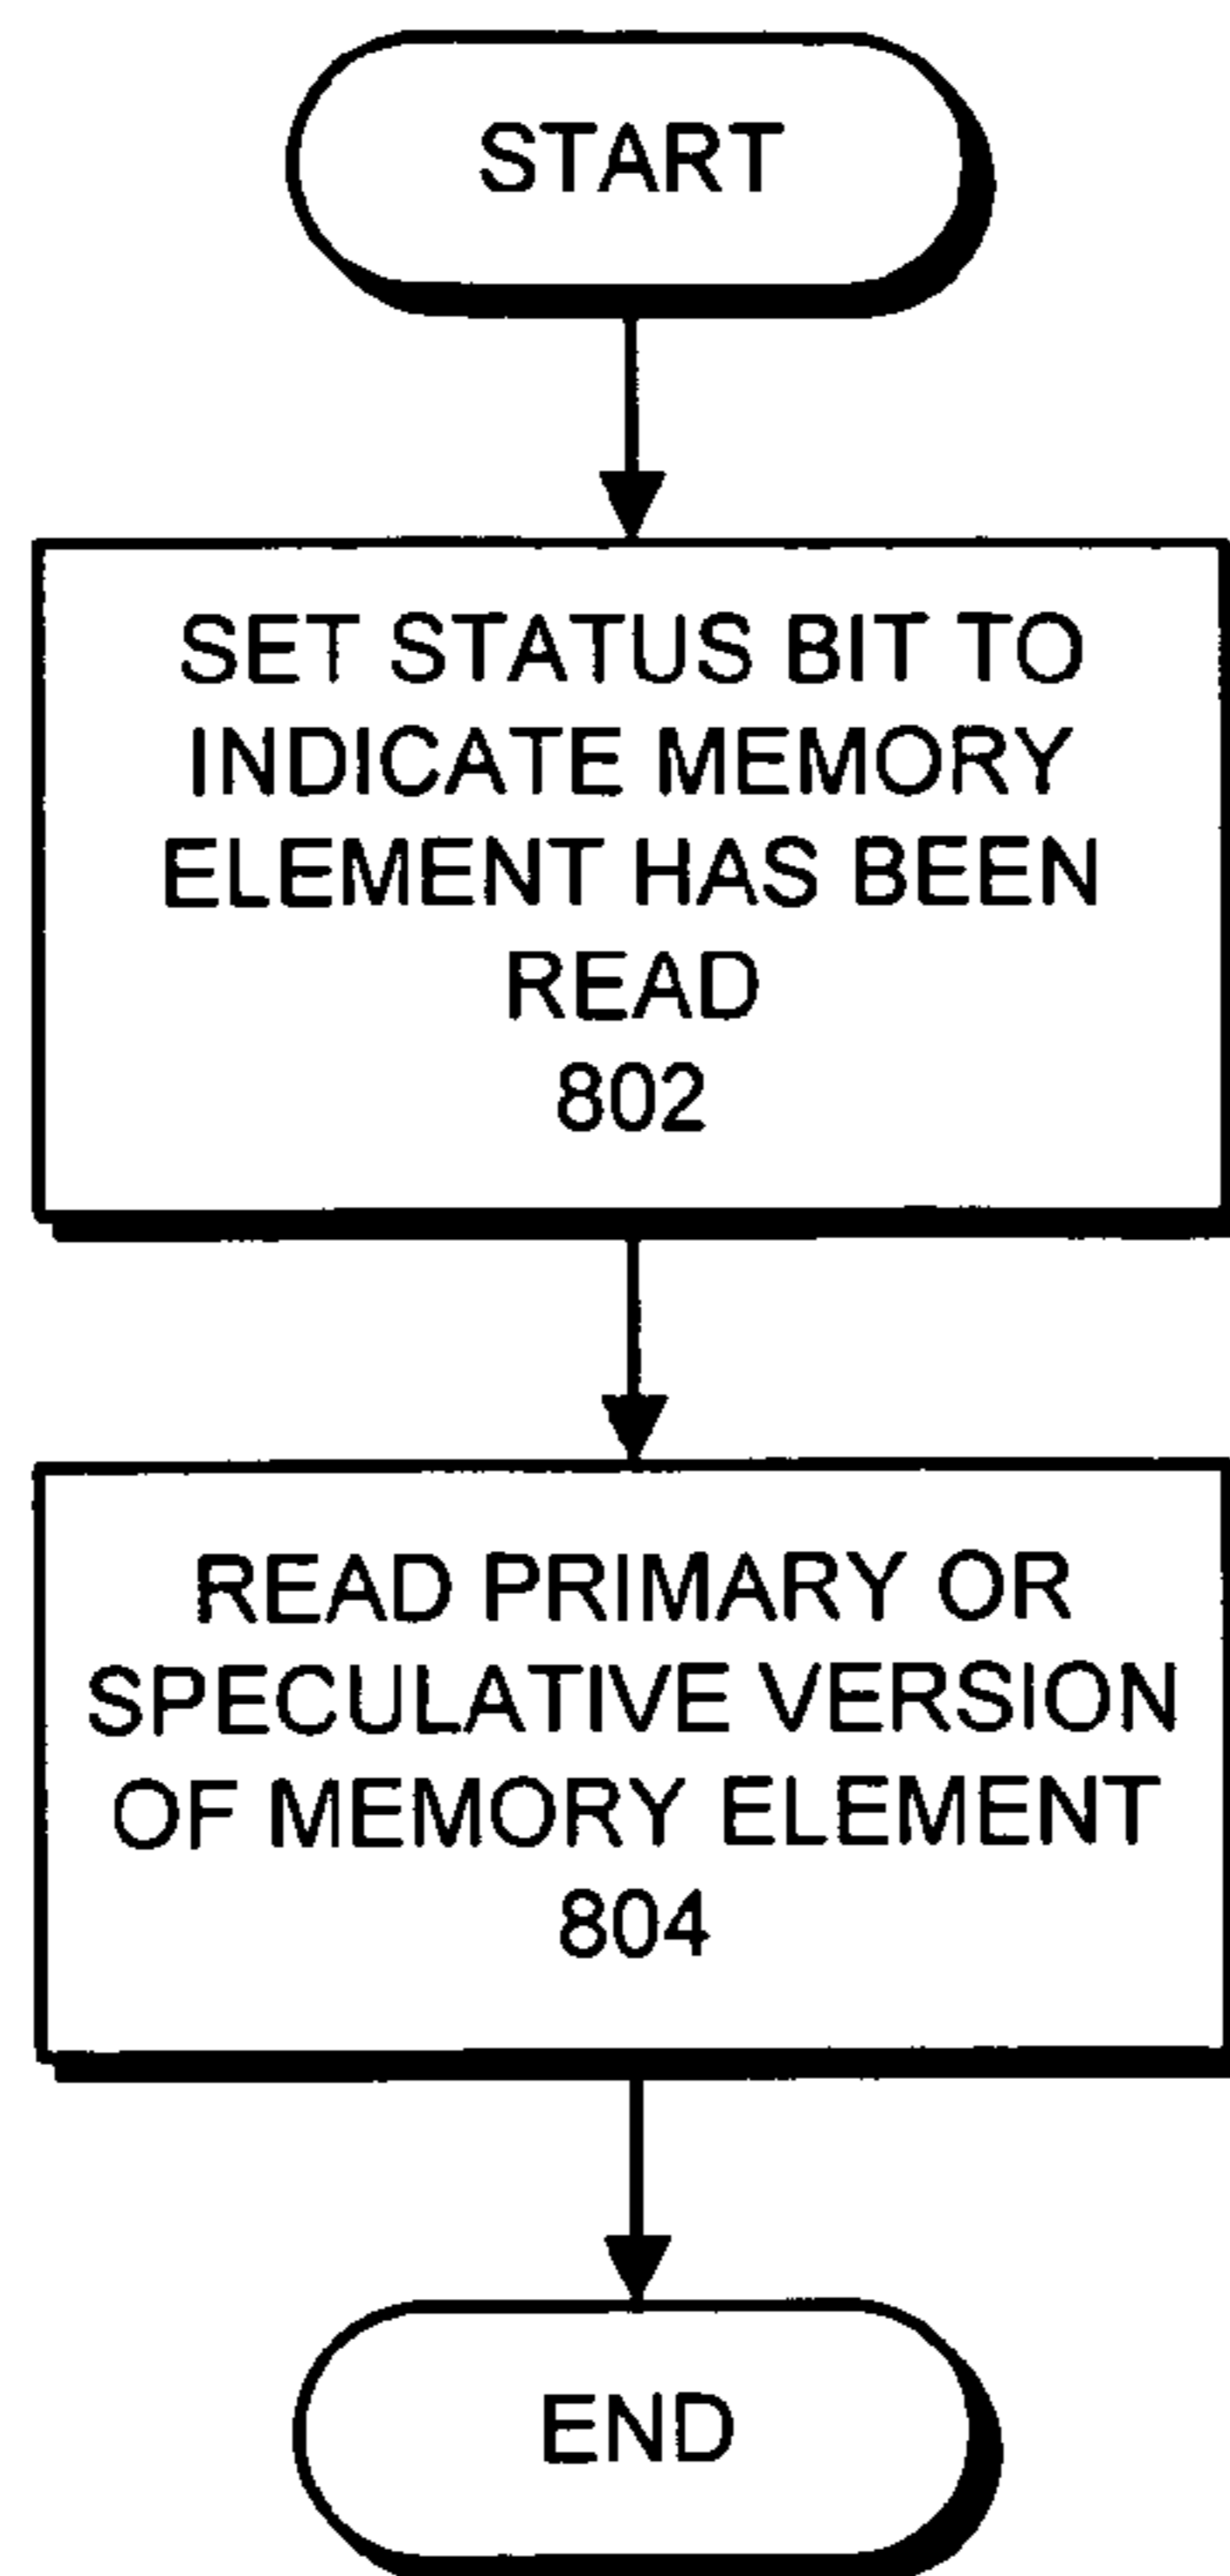 START
SET STATUS BIT TO
INDICATE MEMORY
ELEMENT HAS BEEN
READ
802
READ PRIMARY OR
SPECULATIVE VERSION
OF MEMORY ELEMENT
804
END